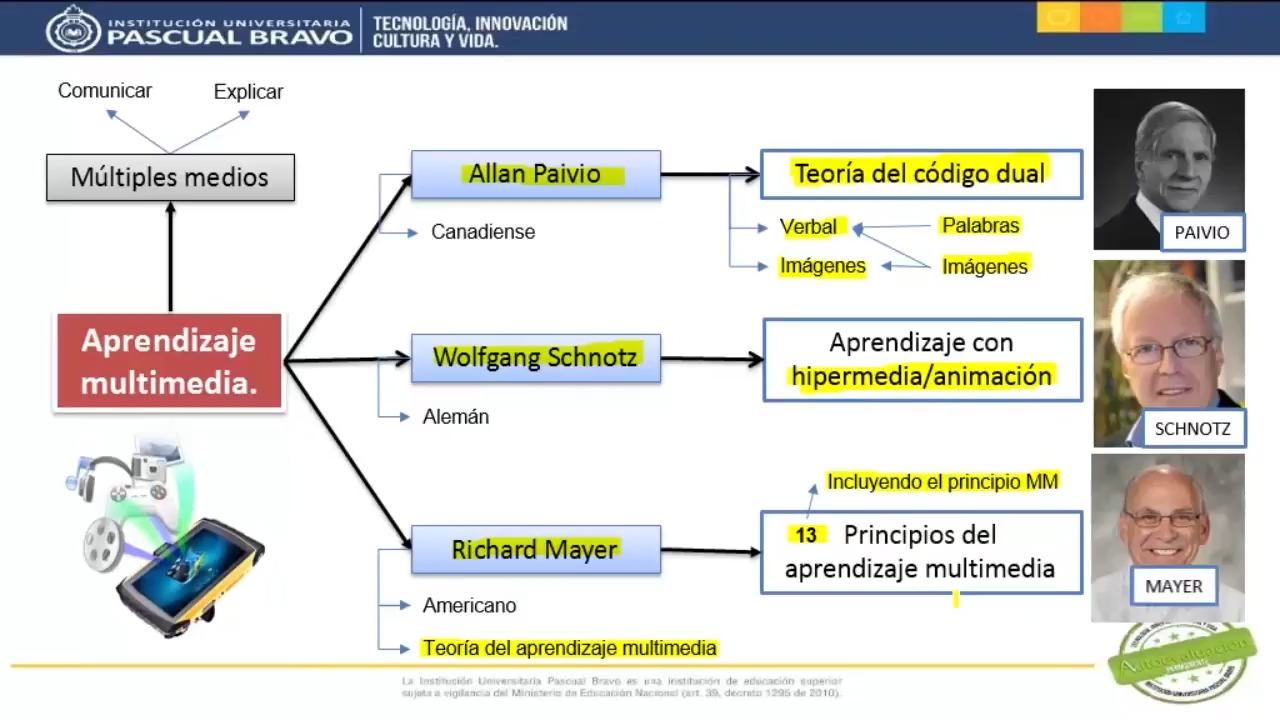 INSTITUCIÓN UNIVERSITARIA
PASCUAL BRAVO
TECNOLOGÍA, INNOVACIÓN
CULTURA Y VIDA.
Comunicar
Explicar
Múltiples medios
Aprendizaje
multimedia.
Allan Paivio
Canadiense
Teoría del código dual
Verbal
Palabras
Imágenes
Imágenes
PAIVIO
Wolfgang Schnotz
Alemán
Aprendizaje con
hipermedia/animación
SCHNOTZ
Richard Mayer
Americano
Teoría del aprendizaje multimedia
Incluyendo el principio MM
13 Principios del
aprendizaje multimedia
MAYER
Autoevaluación
La Institución Universitaria Pascual Bravo es una institución de educación superior
sujeta a vigilancia del Ministerio de Educación Nacional (art. 39, decreto 1295 de 2010).